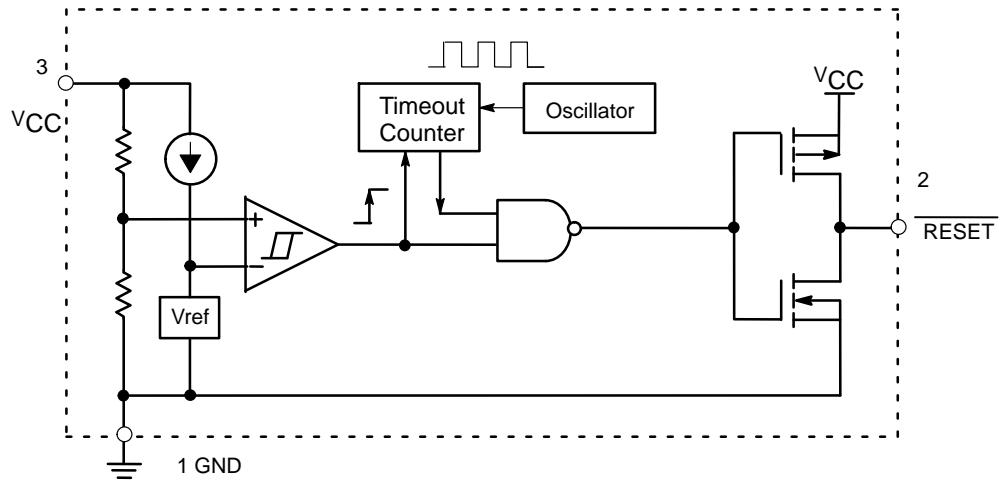 3
VCC
Timeout
Counter
Oscillator
VCC
2
RESET
+
−
Vref
1 GND